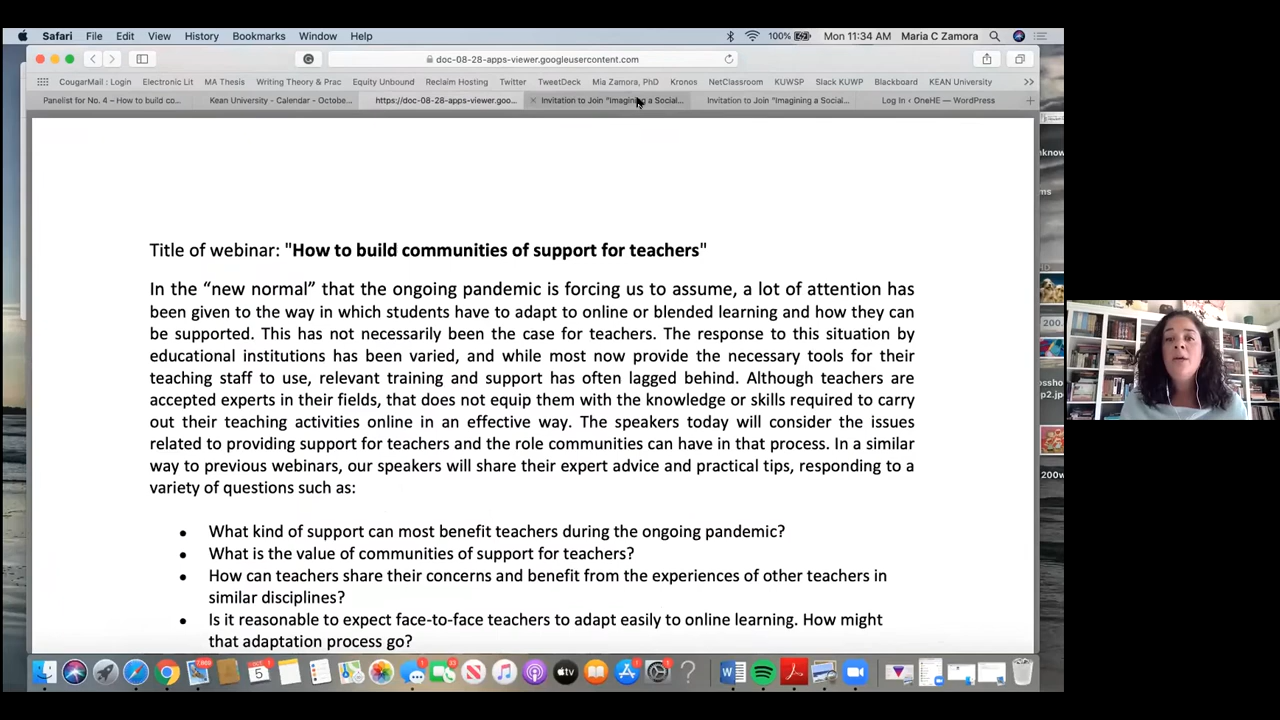 Safari File Edit View History Bookmarks Window Help 100% Mon 11:34 AM Maria C Zamora
doc-08-28-apps-viewer.googleusercontent.com
CougarMail : Login Electronic Lit MA Thesis Writing Theory & Prac Equity Unbound Reclaim Hosting Twitter TweetDeck Mia Zamora, PhD Kronos NetClassroom KUWSP Slack KUWP Blackboard KEAN University >>
Panelist for No. 4 – How to build co... Kean University - Calendar - October... https://doc-08-28-apps-viewer.goo... Invitation to Join "Imagining a Social... Invitation to Join "Imagining a Social... Log In ‹ OneHE — WordPress
Title of webinar: "How to build communities of support for teachers"
In the “new normal” that the ongoing pandemic is forcing us to assume, a lot of attention has
been given to the way in which students have to adapt to online or blended learning and how they can
be supported. This has not necessarily been the case for teachers. The response to this situation by
educational institutions has been varied, and while most now provide the necessary tools for their
teaching staff to use, relevant training and support has often lagged behind. Although teachers are
accepted experts in their fields, that does not equip them with the knowledge or skills required to carry
out their teaching activities online in an effective way. The speakers today will consider the issues
related to providing support for teachers and the role communities can have in that process. In a similar
way to previous webinars, our speakers will share their expert advice and practical tips, responding to a
variety of questions such as:
• What kind of support can most benefit teachers during the ongoing pandemic?
• What is the value of communities of support for teachers?
• How can teachers share their concerns and benefit from the experiences of other teachers in
similar disciplines?
Is it reasonable to expect face-to-face teachers to adapt easily to online learning. How might
that adaptation process go?